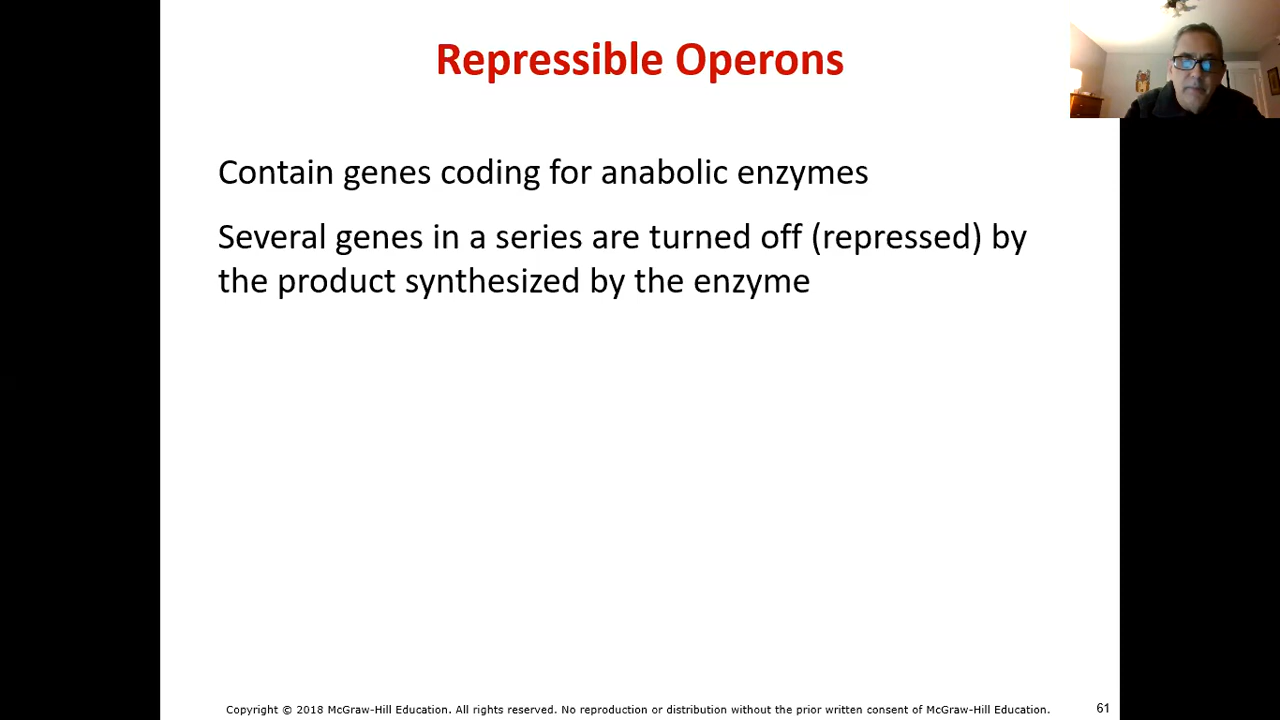 Repressible Operons
Contain genes coding for anabolic enzymes
Several genes in a series are turned off (repressed) by
the product synthesized by the enzyme
Copyright © 2018 McGraw-Hill Education. All rights reserved. No reproduction or distribution without the prior written consent of McGraw-Hill Education.
61